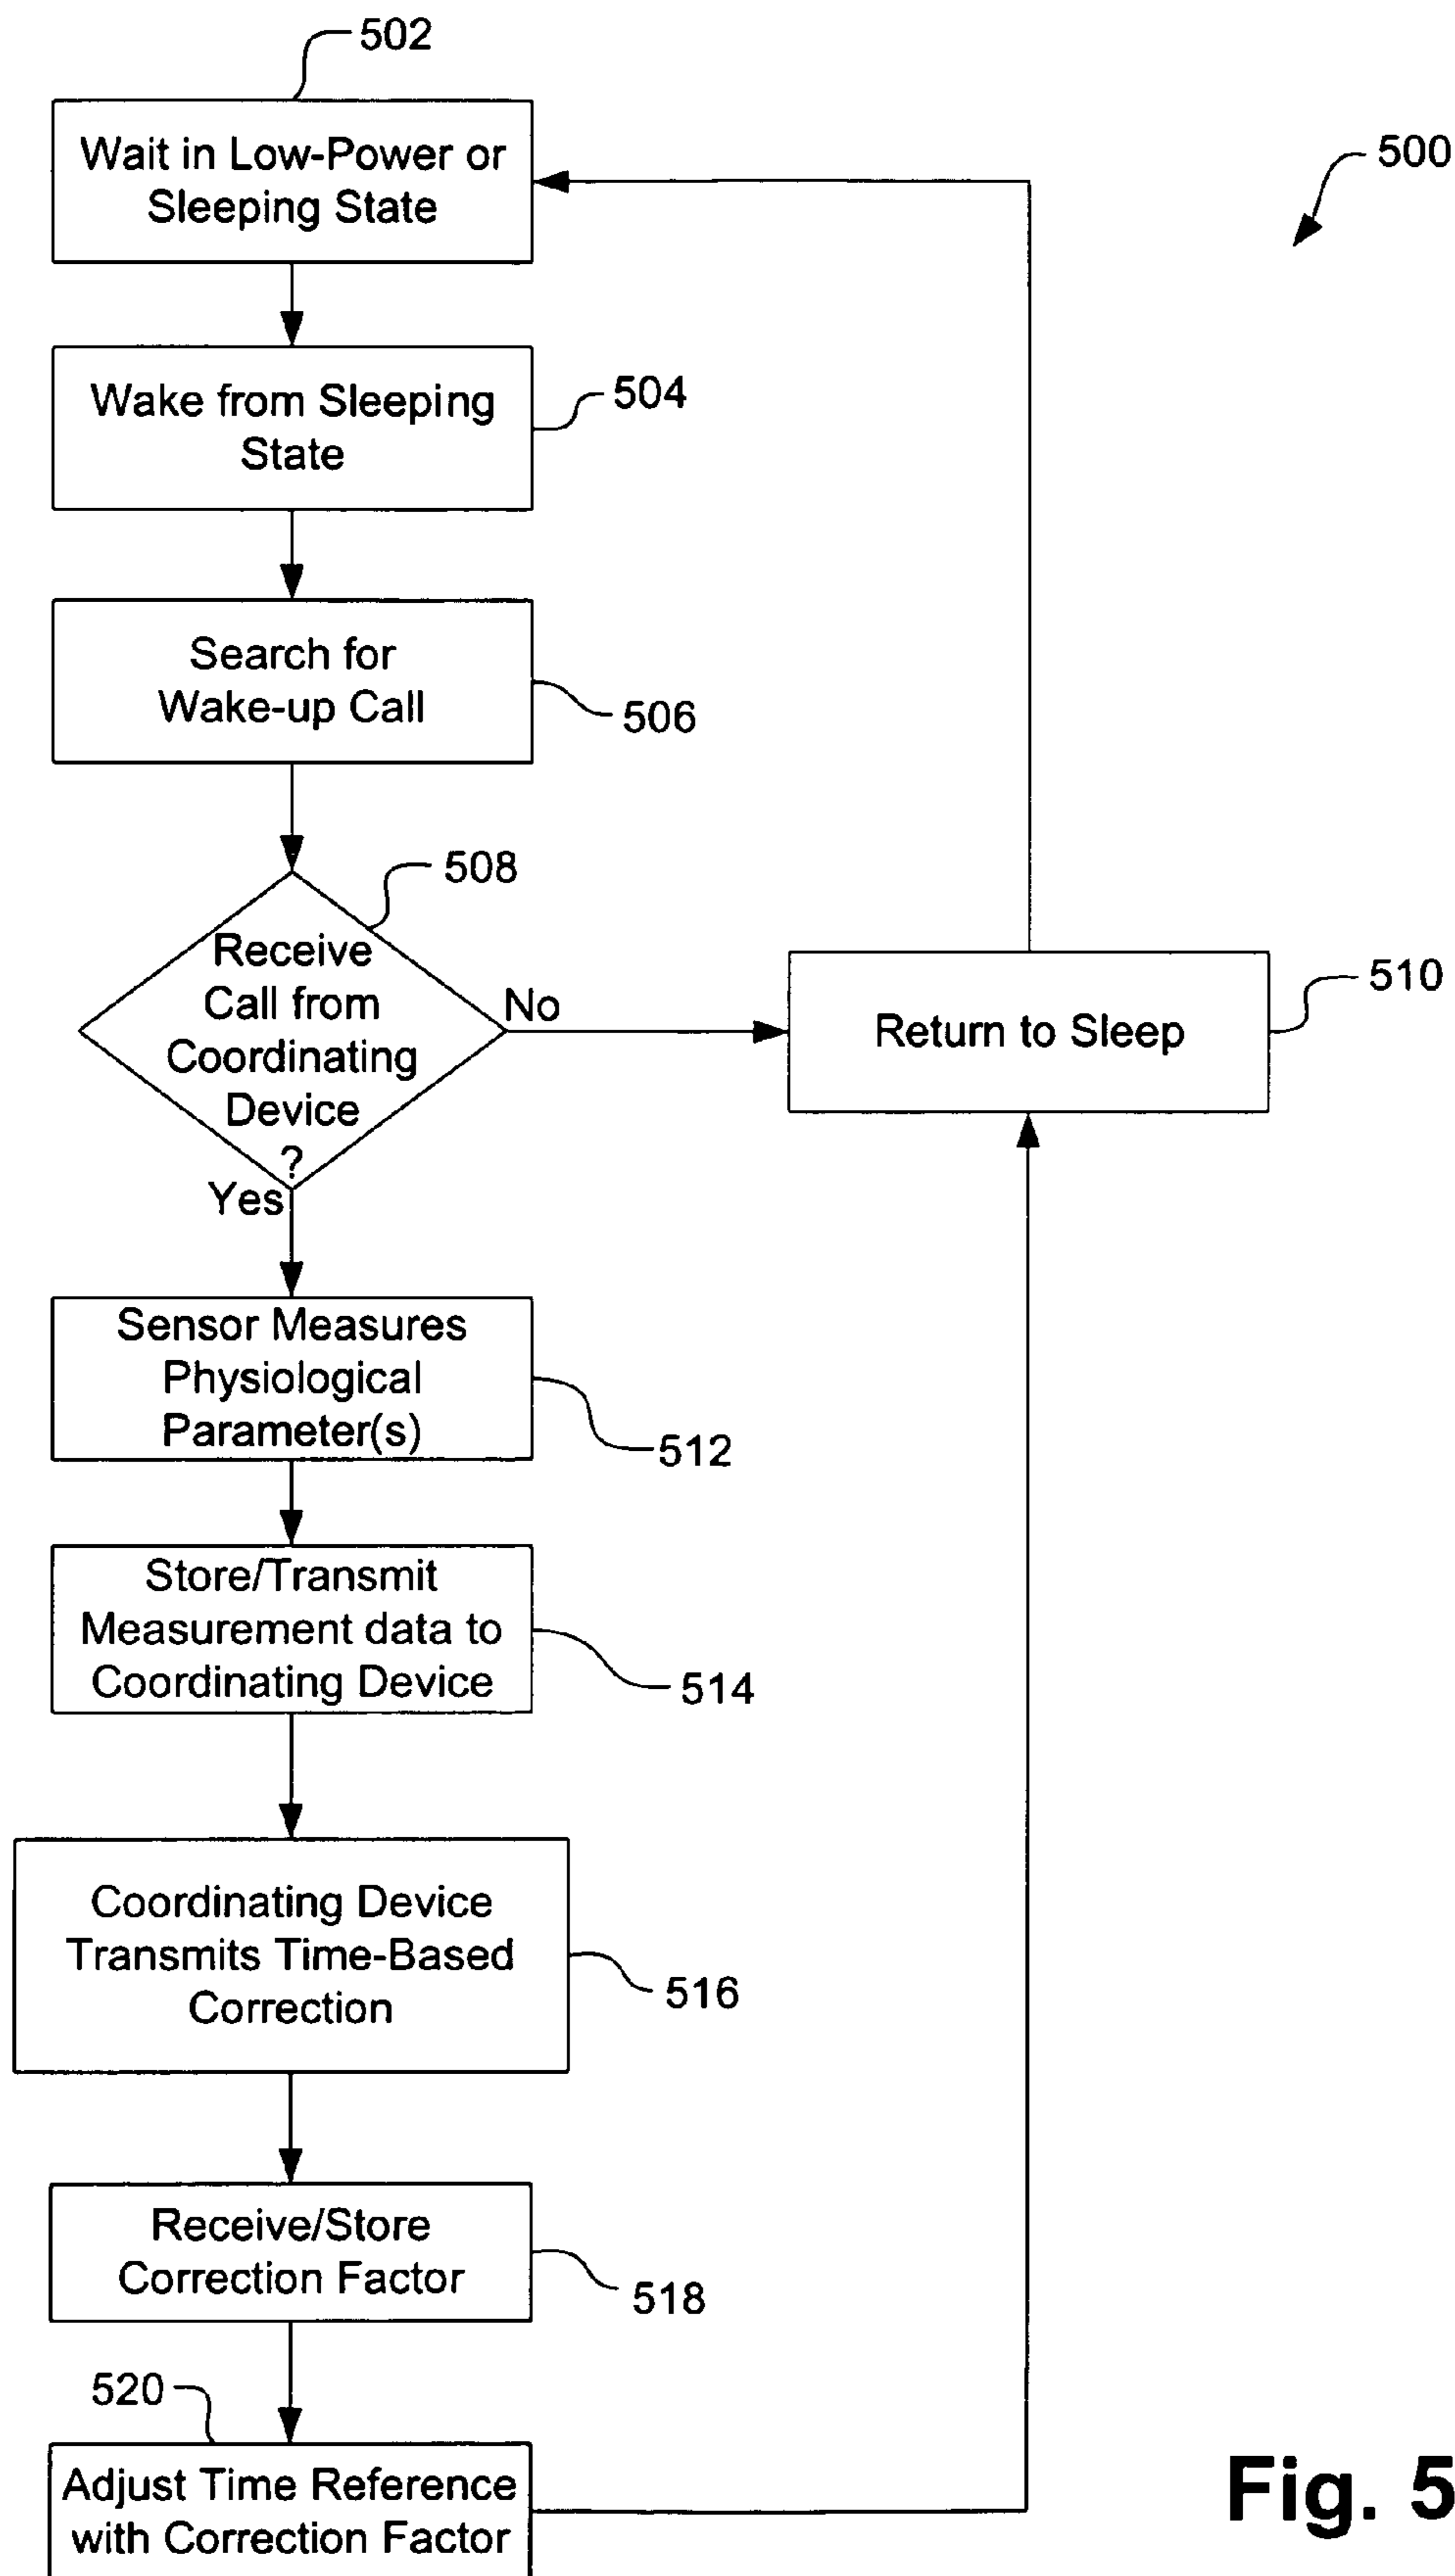 502
Wait in Low-Power or
Sleeping State
500
Wake from Sleeping
State
504
Search for
Wake-up Call
506
508
Receive
Call from
Coordinating
Device
?
No
Yes
Return to Sleep
510
Sensor Measures
Physiological
Parameter(s)
512
Store/Transmit
Measurement data to
Coordinating Device
514
Coordinating Device
Transmits Time-Based
Correction
516
Receive/Store
Correction Factor
518
520
Adjust Time Reference
with Correction Factor
Fig. 5